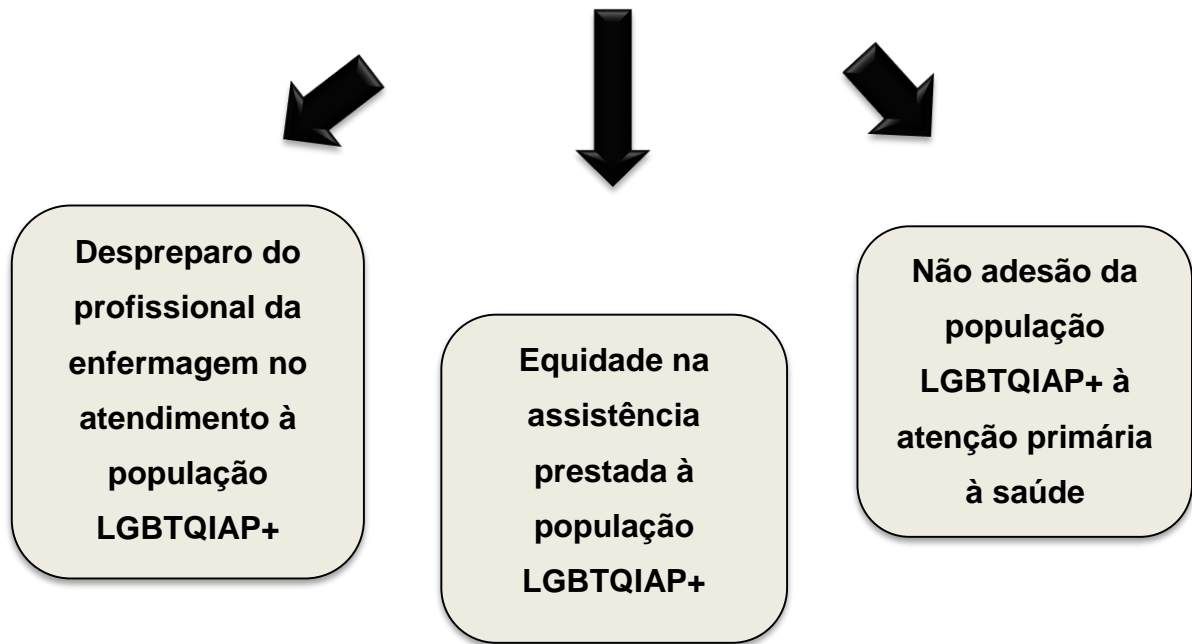 Despreparo do
profissional da
enfermagem no
atendimento à
população
LGBTQIAP+
Equidade na
assistência
prestada à
população
LGBTQIAP+
Não adesão da
população
LGBTQIAP+ à
atenção primária
à saúde